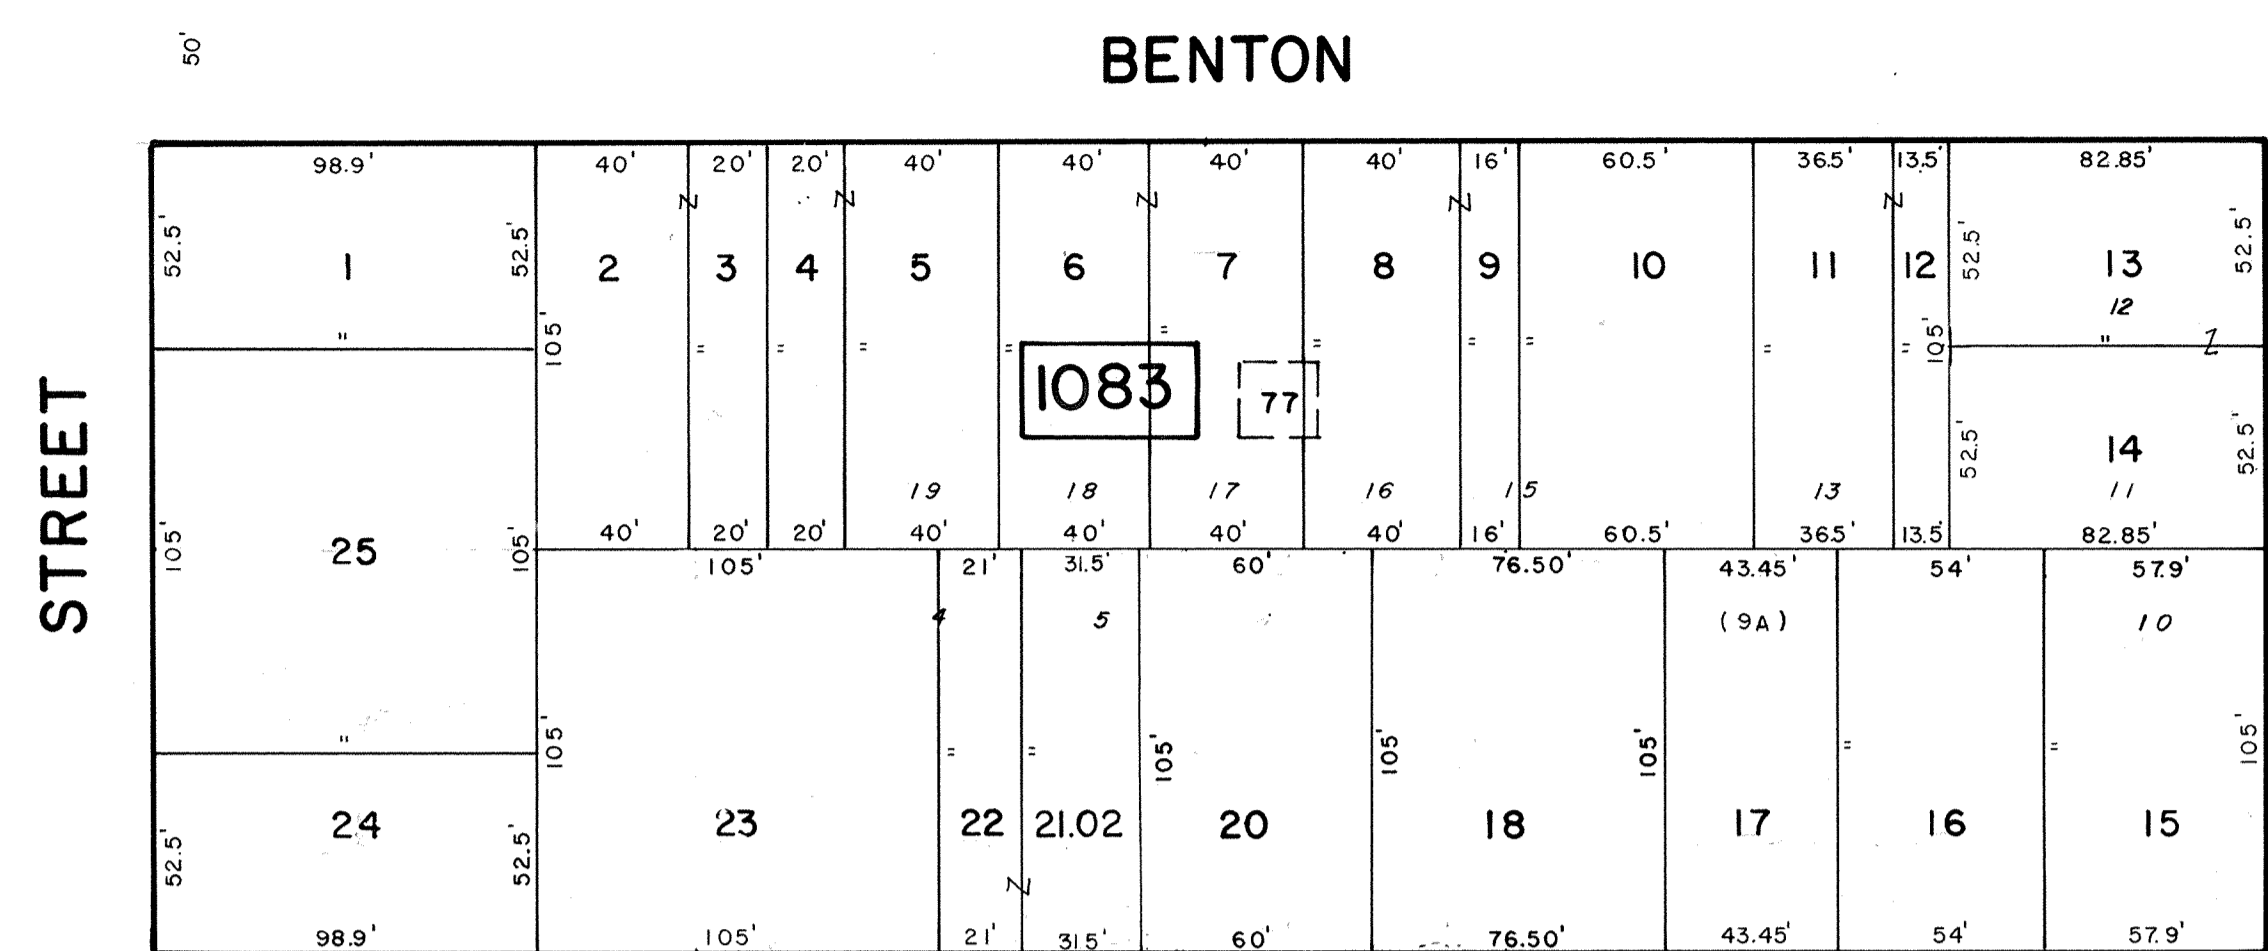 50'
BENTON
STREET
98.9' 40' 20' 20' 40' 40' 40' 40' 16' 60.5' 36.5' 13.5' 82.85'
52.5' 52.5' 52.5' 52.5'
1 2 3 4 5 6 7 8 9 10 11 12 13
12
105' 105'
1083 77
14
52.5' 52.5'
19 18 17 16 15 13 11
40' 20' 20' 40' 40' 40' 40' 16' 60.5' 36.5' 13.5' 82.85'
105' 25 105'
105' 21' 31.5' 60' 76.50' 43.45' 54' 57.9'
4 5 (9A) 10
105' 105' 105' 105' 105'
24 23 22 21.02 20 18 17 16 15
52.5' 52.5'
98.9' 105' 21' 31.5' 60' 76.50' 43.45' 54' 57.9'